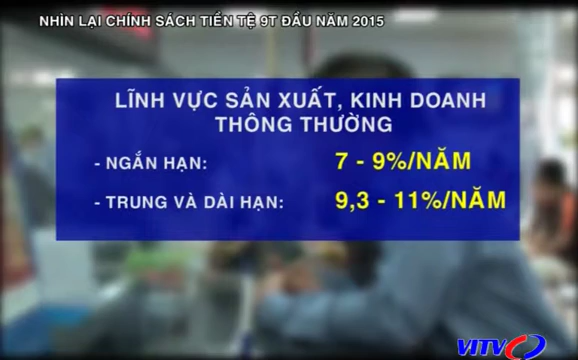 NHÌN LẠI CHÍNH SÁCH TIỀN TỆ 9T ĐẦU NĂM 2015
LĨNH VỰC SẢN XUẤT, KINH DOANH
THÔNG THƯỜNG
- NGẮN HẠN: 7 - 9%/NĂM
- TRUNG VÀ DÀI HẠN: 9,3 - 11%/NĂM
VITV